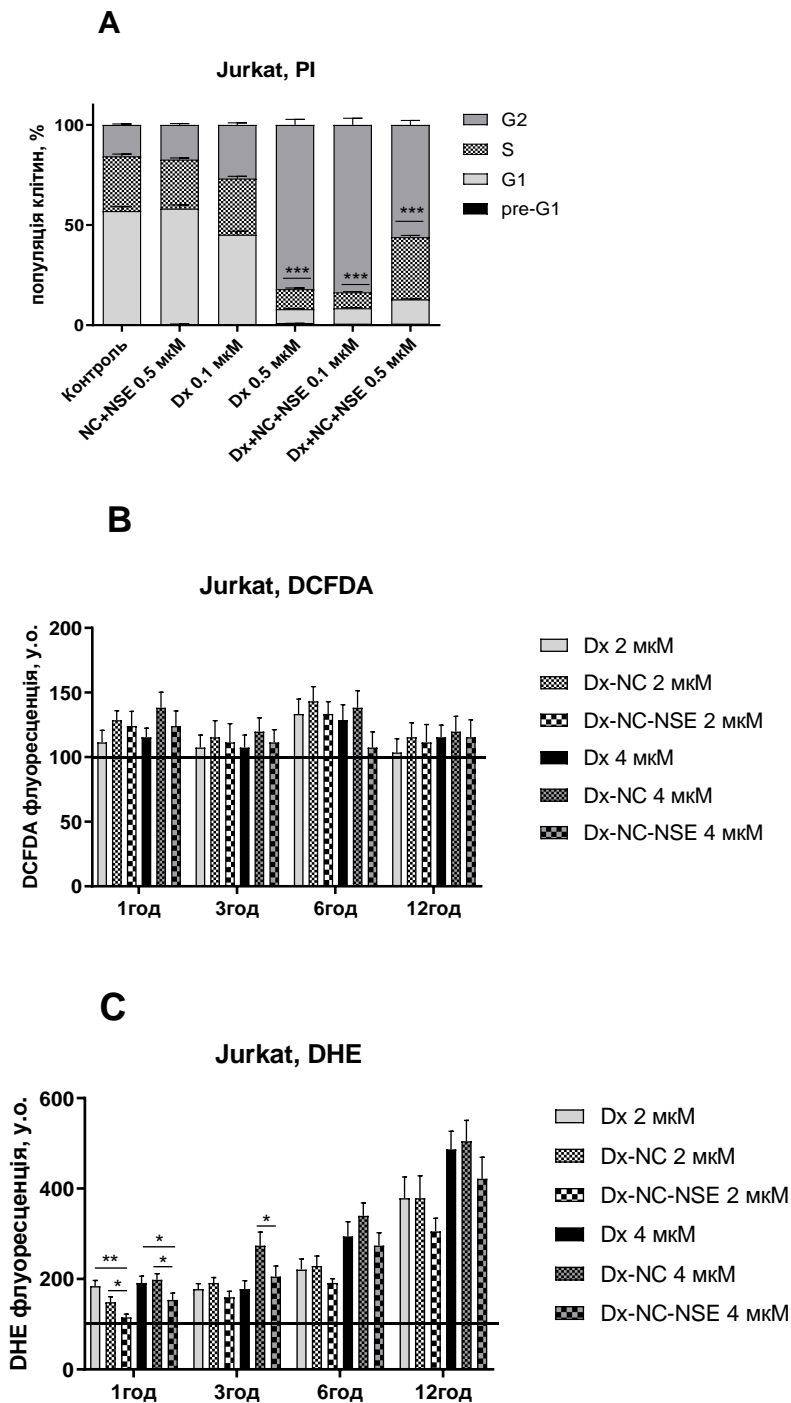 A
Jurkat, PI
популяція клітин, %
100
50
0
G2
S
G1
pre-G1
***
***
***
Контроль
NC+NSE 0.5 мкМ
Dx 0.1 мкМ
Dx 0.5 мкМ
Dx+NC+NSE 0.1 мкМ
Dx+NC+NSE 0.5 мкМ
B
Jurkat, DCFDA
DCFDA флуоресценція, у.о.
200
150
100
50
0
1год
3год
6год
12год
Dx 2 мкМ
Dx-NC 2 мкМ
Dx-NC-NSE 2 мкМ
Dx 4 мкМ
Dx-NC 4 мкМ
Dx-NC-NSE 4 мкМ
C
Jurkat, DHE
DHE флуоресценція, у.о.
600
400
200
0
**
*
*
*
*
1год
3год
6год
12год
Dx 2 мкМ
Dx-NC 2 мкМ
Dx-NC-NSE 2 мкМ
Dx 4 мкМ
Dx-NC 4 мкМ
Dx-NC-NSE 4 мкМ